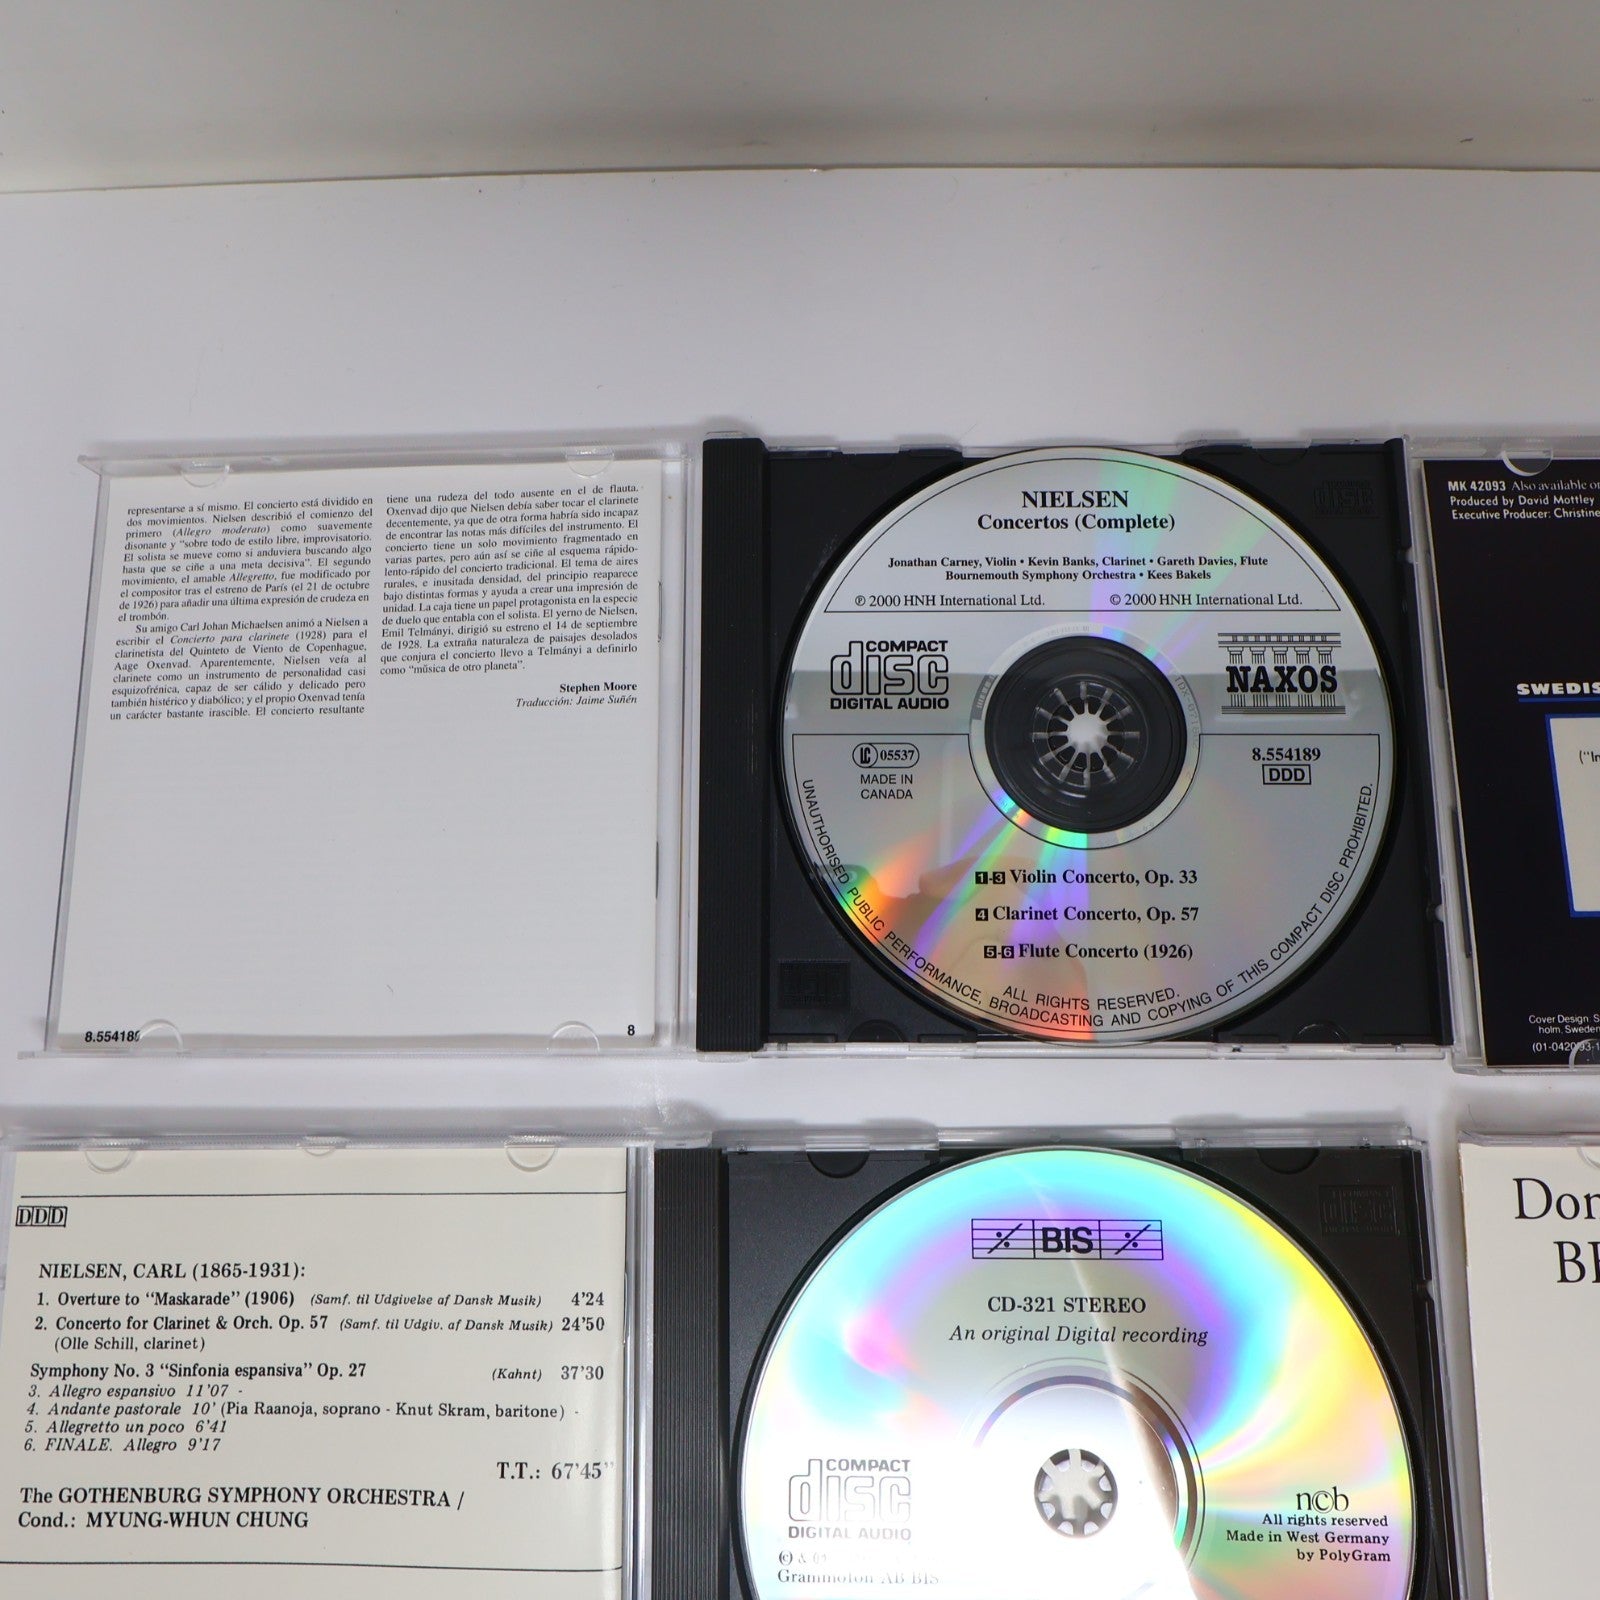 representarse a sí mismo. El concierto está dividido en
dos movimientos. Nielsen describió el comienzo del
primero (Allegro moderato) como suavemente
disonante y "sobre todo de estilo libre, improvisatorio.
El solista se mueve como si anduviera buscando algo
hasta que se ciñe a una meta decisiva". El segundo
movimiento, el amable Allegretto, fue modificado por
el compositor tras el estreno de París (el 21 de octubre
de 1926) para añadir una última expresión de crudeza en
el trombón.
Su amigo Carl Johan Michaelsen animó a Nielsen a
escribir el Concierto para clarinete (1928) para el
clarinetista del Quinteto de Viento de Copenhague,
Aage Oxenvad. Aparentemente, Nielsen veía al
clarinete como un instrumento de personalidad casi
esquizofrénica, capaz de ser cálido y delicado pero
también histérico y diabólico; y el propio Oxenvad tenía
un carácter bastante irascible. El concierto resultante
tiene una rudeza del todo ausente en el de flauta.
Oxenvad dijo que Nielsen debía saber tocar el clarinete
decentemente, ya que de otra forma habría sido incapaz
de encontrar las notas más difíciles del instrumento. El
concierto tiene un solo movimiento fragmentado en
varias partes, pero aún así se ciñe al esquema rápido-
lento-rápido del concierto tradicional. El tema de aires
rurales, e inusitada densidad, del principio reaparece
bajo distintas formas y ayuda a crear una impresión de
unidad. La caja tiene un papel protagonista en la especie
de duelo que entabla con el solista. El yerno de Nielsen,
Emil Telmányi, dirigió su estreno el 14 de septiembre
de 1928. La extraña naturaleza de paisajes desolados
que conjura el concierto llevo a Telmányi a definirlo
como "música de otro planeta".
Stephen Moore
Traducción: Jaime Suñén
8.554189
8
NIELSEN
Concertos (Complete)
Jonathan Carney, Violin • Kevin Banks, Clarinet • Gareth Davies, Flute
Bournemouth Symphony Orchestra • Kees Bakels
℗ 2000 HNH International Ltd.
© 2000 HNH International Ltd.
COMPACT
disc
DIGITAL AUDIO
NAXOS
LC 05537
MADE IN
CANADA
8.554189
DDD
1-3 Violin Concerto, Op. 33
4 Clarinet Concerto, Op. 57
5-6 Flute Concerto (1926)
ALL RIGHTS RESERVED.
UNAUTHORISED PUBLIC PERFORMANCE, BROADCASTING AND COPYING OF THIS COMPACT DISC PROHIBITED.
MK 42093 Also available on
Produced by David Mottley
Executive Producer: Christine
SWEDIS
("In
Cover Design: S
holm, Sweden
DDD
NIELSEN, CARL (1865-1931):
1. Overture to "Maskarade" (1906) (Samf. til Udgivelse af Dansk Musik) 4'24
2. Concerto for Clarinet & Orch. Op. 57 (Samf. til Udgiv. af Dansk Musik) 24'50
(Olle Schill, clarinet)
Symphony No. 3 "Sinfonia espansiva" Op. 27 (Kahnt) 37'30
3. Allegro espansivo 11'07 -
4. Andante pastorale 10' (Pia Raanoja, soprano - Knut Skram, baritone) -
5. Allegretto un poco 6'41
6. FINALE. Allegro 9'17
T.T.: 67'45"
The GOTHENBURG SYMPHONY ORCHESTRA /
Cond.: MYUNG-WHUN CHUNG
BIS
CD-321 STEREO
An original Digital recording
COMPACT
disc
DIGITAL AUDIO
Grammofon AB BIS
ncb
All rights reserved
Made in West Germany
by PolyGram
Don